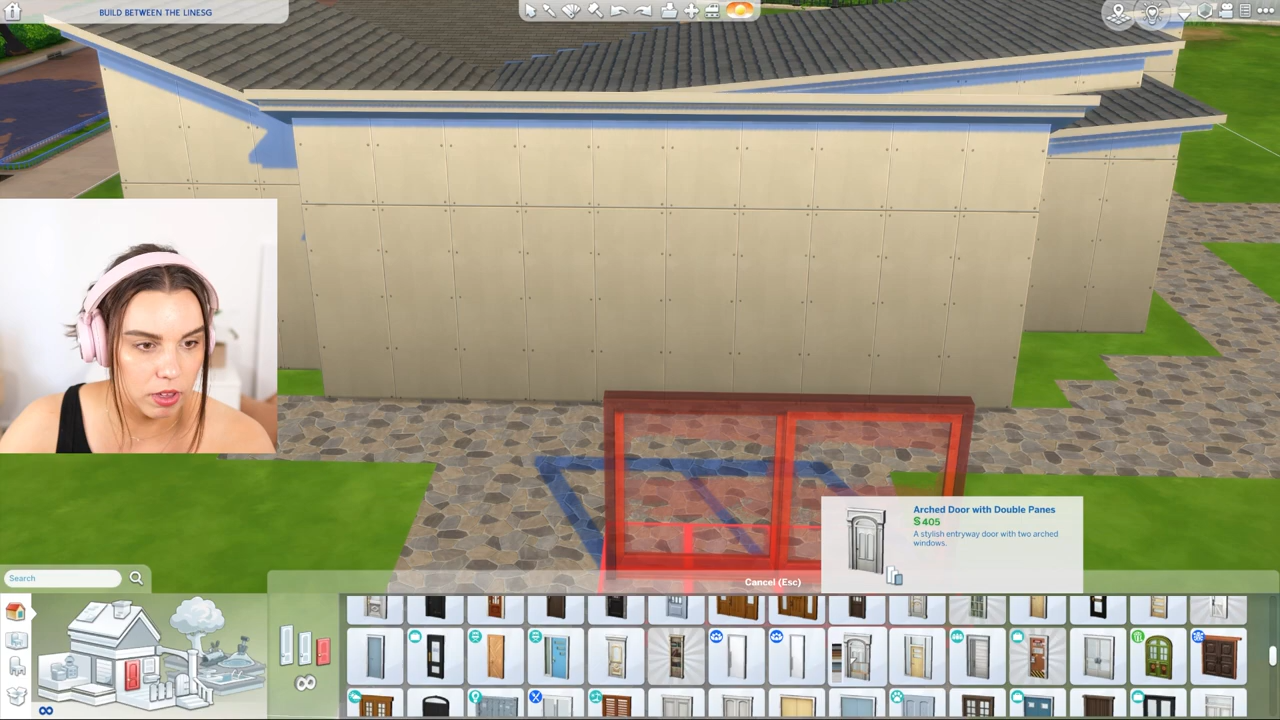 BUILD BETWEEN THE LINESG
Arched Door with Double Panes
§405
A stylish entryway door with two arched
windows.
Cancel (Esc)
Search